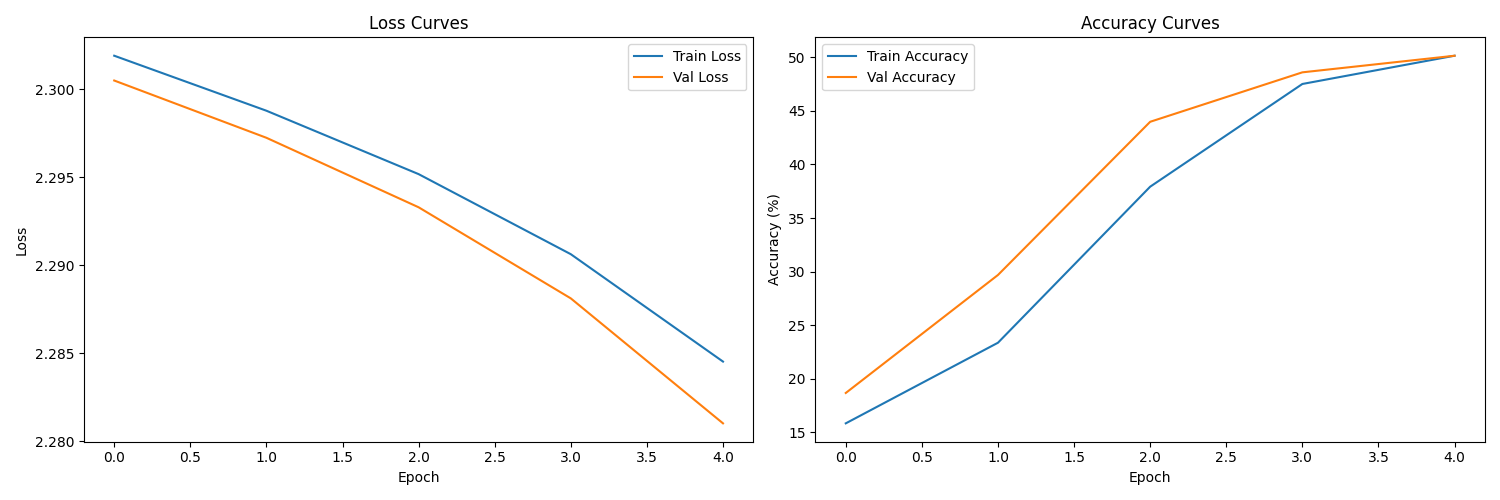 Loss Curves
Train Loss
Val Loss
2.300
2.295
2.290
2.285
2.280
Loss
0.0 0.5 1.0 1.5 2.0 2.5 3.0 3.5 4.0
Epoch
Accuracy Curves
Train Accuracy
Val Accuracy
50
45
40
35
30
25
20
15
Accuracy (%)
0.0 0.5 1.0 1.5 2.0 2.5 3.0 3.5 4.0
Epoch